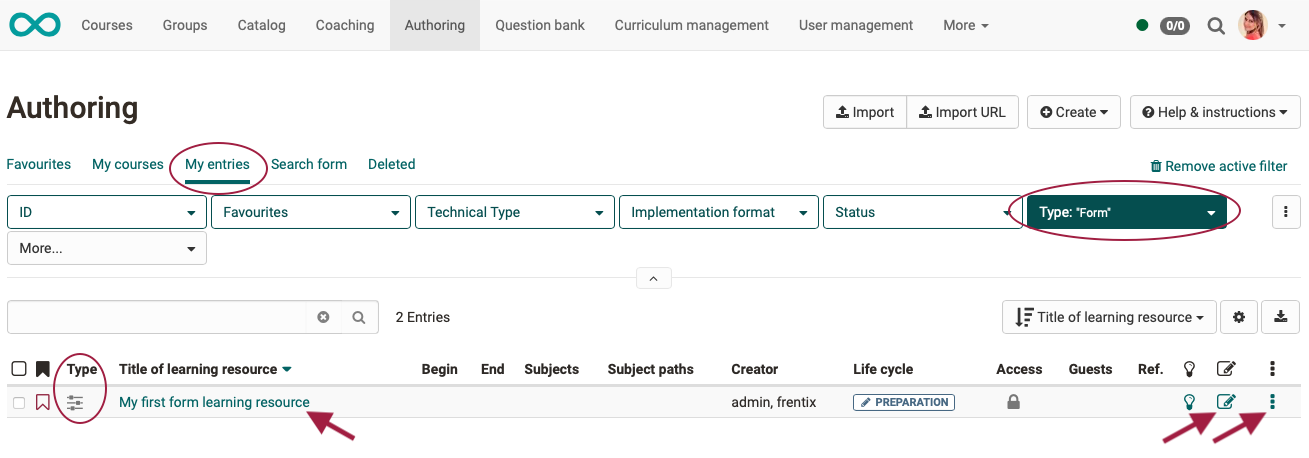 Courses Groups Catalog Coaching Authoring Question bank Curriculum management User management More 0/0
Authoring
Import Import URL Create Help & instructions
Favourites My courses My entries Search form Deleted Remove active filter
ID Favourites Technical Type Implementation format Status Type: "Form"
More...
2 Entries Title of learning resource
Type Title of learning resource Begin End Subjects Subject paths Creator Life cycle Access Guests Ref.
My first form learning resource admin, frentix PREPARATION